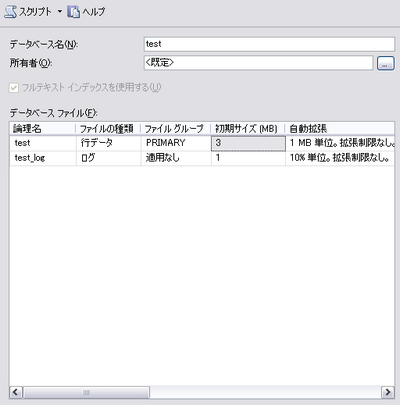 スクリプト ヘルプ
データベース名(N): test
所有者(O): <既定> ...
フルテキスト インデックスを使用する(U)
データベース ファイル(F):
論理名 ファイルの種類 ファイル グループ 初期サイズ (MB) 自動拡張
test 行データ PRIMARY 3 1 MB 単位。拡張制限なし。
test_log ログ 適用なし 1 10% 単位。拡張制限なし。